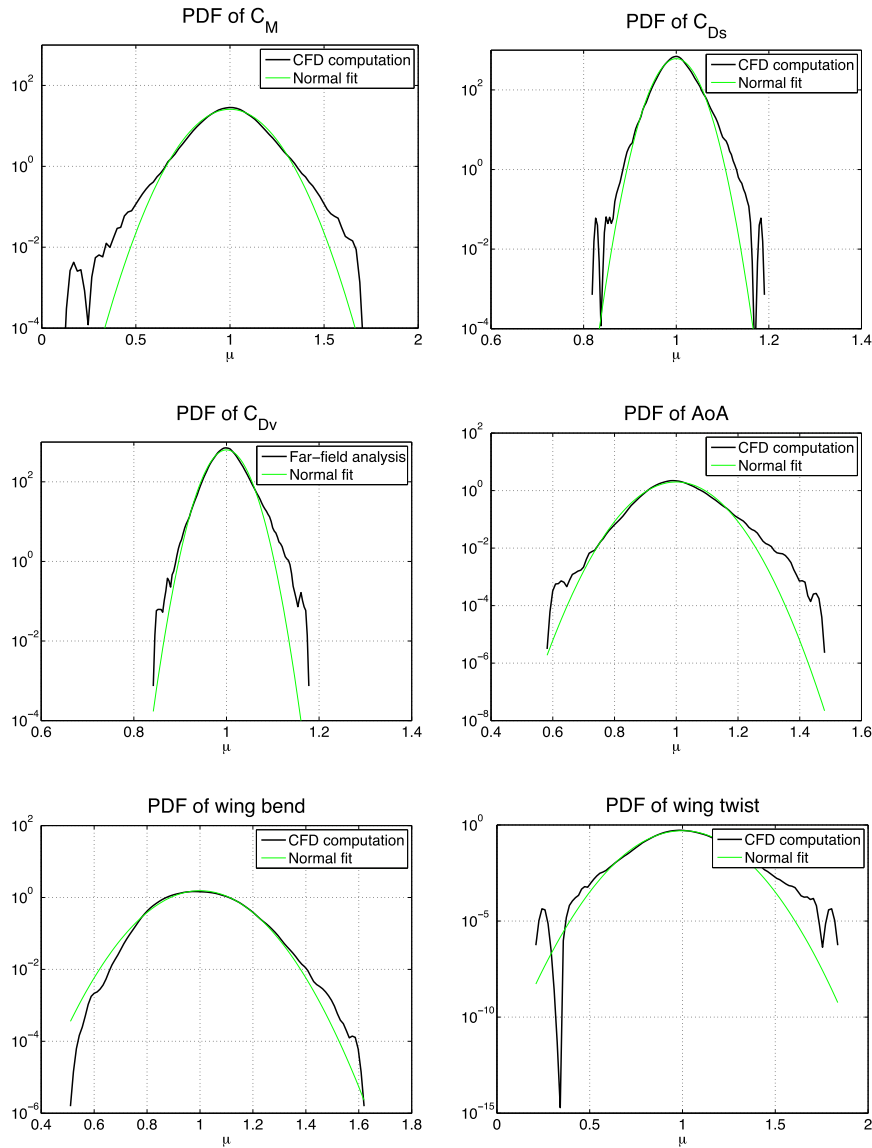 PDF of C_M
CFD computation
Normal fit
10^2
10^0
10^−2
10^−4
0 0.5 1 1.5 2
μ
PDF of C_Ds
CFD computation
Normal fit
10^2
10^0
10^−2
10^−4
0.6 0.8 1 1.2 1.4
μ
PDF of C_Dv
Far−field analysis
Normal fit
10^2
10^0
10^−2
10^−4
0.6 0.8 1 1.2 1.4
μ
PDF of AoA
CFD computation
Normal fit
10^2
10^0
10^−2
10^−4
10^−6
10^−8
0.4 0.6 0.8 1 1.2 1.4 1.6
μ
PDF of wing bend
CFD computation
Normal fit
10^2
10^0
10^−2
10^−4
10^−6
0.4 0.6 0.8 1 1.2 1.4 1.6 1.8
μ
PDF of wing twist
CFD computation
Normal fit
10^0
10^−5
10^−10
10^−15
0 0.5 1 1.5 2
μ